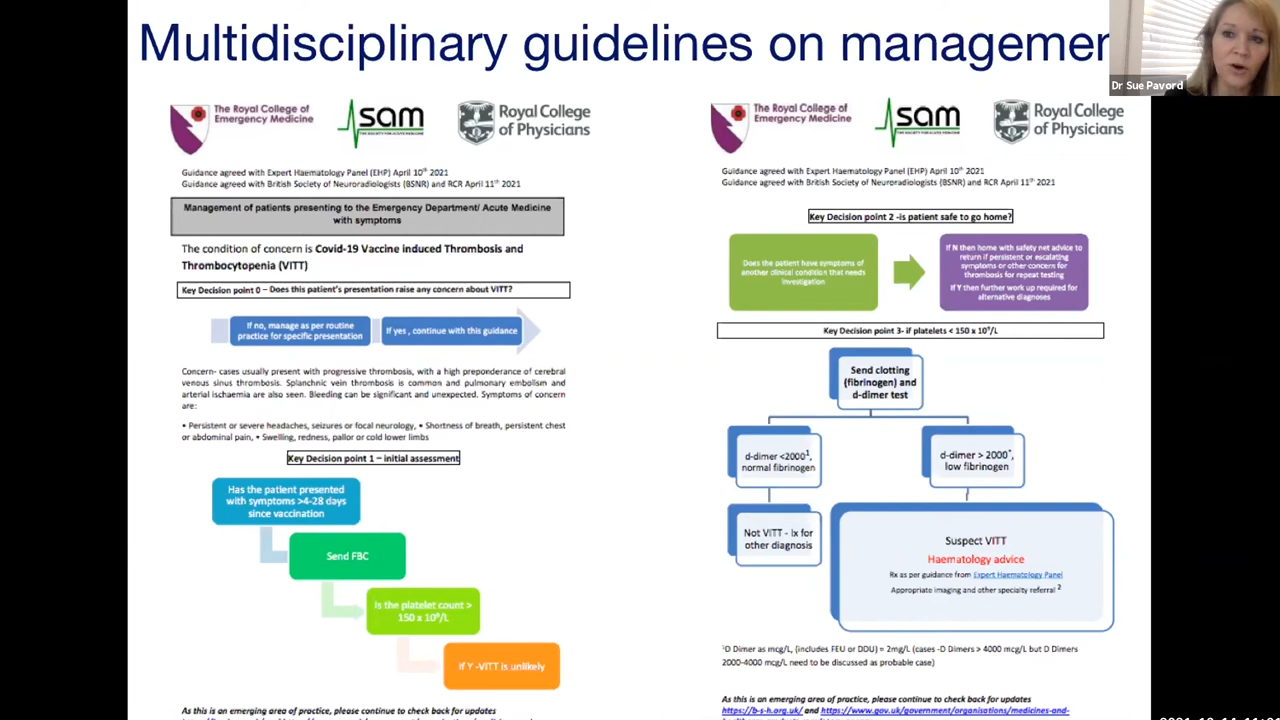 Multidisciplinary guidelines on managemen
Dr Sue Pavord
The Royal College of
Emergency Medicine
sam
THE SOCIETY FOR ACUTE MEDICINE
Royal College
of Physicians
Guidance agreed with Expert Haematology Panel (EHP) April 10th 2021
Guidance agreed with British Society of Neuroradiologists (BSNR) and RCR April 11th 2021
Management of patients presenting to the Emergency Department/ Acute Medicine
with symptoms
The condition of concern is Covid-19 Vaccine induced Thrombosis and
Thrombocytopenia (VITT)
Key Decision point 0 – Does this patient's presentation raise any concern about VITT?
If no, manage as per routine
practice for specific presentation
If yes , continue with this guidance
Concern- cases usually present with progressive thrombosis, with a high preponderance of cerebral
venous sinus thrombosis. Splanchnic vein thrombosis is common and pulmonary embolism and
arterial ischaemia are also seen. Bleeding can be significant and unexpected. Symptoms of concern
are:
• Persistent or severe headaches, seizures or focal neurology, • Shortness of breath, persistent chest
or abdominal pain, • Swelling, redness, pallor or cold lower limbs
Key Decision point 1 – initial assessment
Has the patient presented
with symptoms >4-28 days
since vaccination
Send FBC
Is the platelet count >
150 x 10⁹/L
If Y -VITT is unlikely
As this is an emerging area of practice, please continue to check back for updates
The Royal College of
Emergency Medicine
sam
THE SOCIETY FOR ACUTE MEDICINE
Royal College
of Physicians
Guidance agreed with Expert Haematology Panel (EHP) April 10th 2021
Guidance agreed with British Society of Neuroradiologists (BSNR) and RCR April 11th 2021
Key Decision point 2 -is patient safe to go home?
Does the patient have symptoms of
another clinical condition that needs
investigation
If N then home with safety net advice to
return if persistent or escalating
symptoms or other concern for
thrombosis for repeat testing
If Y then further work up required for
alternative diagnoses
Key Decision point 3- if platelets < 150 x 10⁹/L
Send clotting
(fibrinogen) and
d-dimer test
d-dimer <2000¹,
normal fibrinogen
d-dimer > 2000*,
low fibrinogen
Not VITT - Ix for
other diagnosis
Suspect VITT
Haematology advice
Rx as per guidance from Expert Haematology Panel
Appropriate imaging and other specialty referral ²
¹D Dimer as mcg/L, (includes FEU or DDU) = 2mg/L (cases -D Dimers > 4000 mcg/L but D Dimers
2000-4000 mcg/L need to be discussed as probable case)
As this is an emerging area of practice, please continue to check back for updates
https://b-s-h.org.uk/ and https://www.gov.uk/government/organisations/medicines-and-